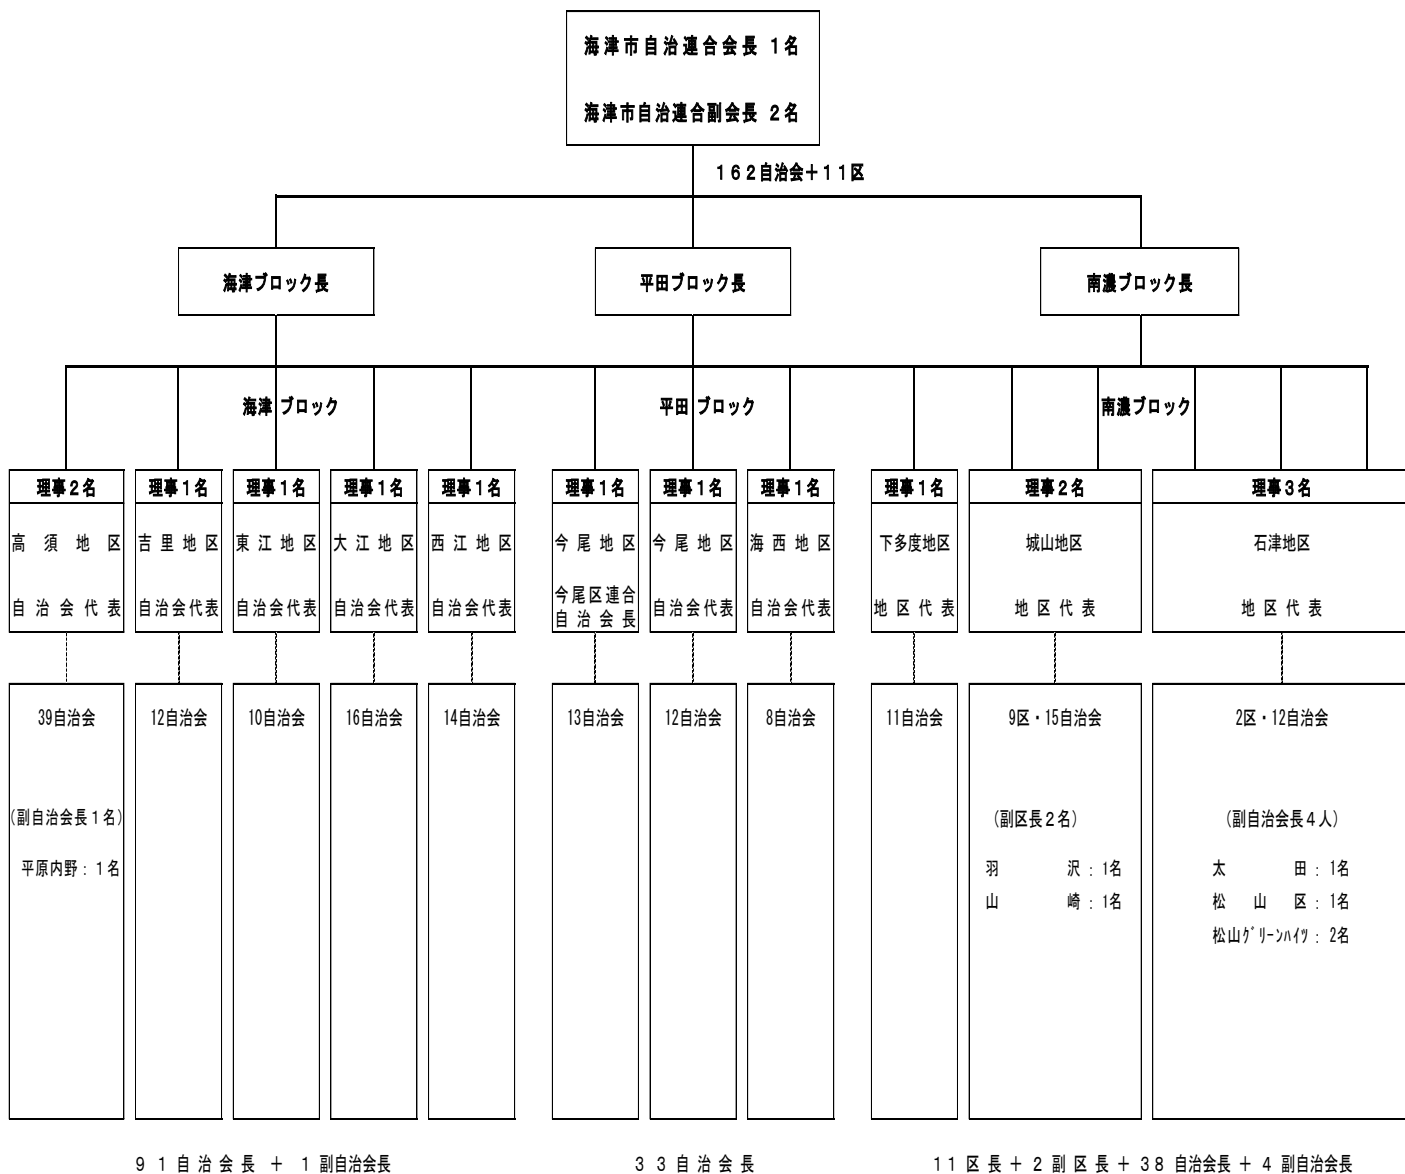 海津市自治連合会長 1名
海津市自治連合副会長 2名
162自治会＋11区
海津ブロック長
平田ブロック長
南濃ブロック長
海津 ブロック
平田 ブロック
南濃ブロック
理事2名
高須地区
自治会代表
39自治会
(副自治会長1名)
平原内野：1名
理事1名
吉里地区
自治会代表
12自治会
理事1名
東江地区
自治会代表
10自治会
理事1名
大江地区
自治会代表
16自治会
理事1名
西江地区
自治会代表
14自治会
理事1名
今尾地区
今尾区連合
自治会長
13自治会
理事1名
今尾地区
自治会代表
12自治会
理事1名
海西地区
自治会代表
8自治会
理事1名
下多度地区
地区代表
11自治会
理事2名
城山地区
地区代表
9区・15自治会
(副区長2名)
羽沢：1名
山崎：1名
理事3名
石津地区
地区代表
2区・12自治会
(副自治会長4人)
太田：1名
松山区：1名
松山ｸﾞﾘｰﾝﾊｲﾂ：2名
91自治会長 ＋ 1 副自治会長
33自治会長
11区長＋2副区長＋38 自治会長＋4 副自治会長